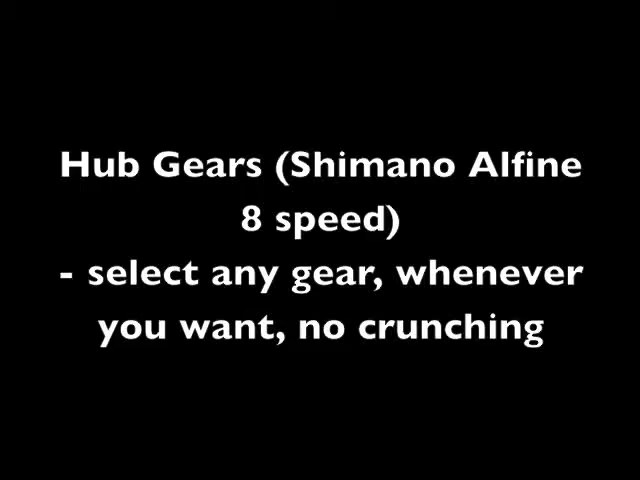 Hub Gears (Shimano Alfine
8 speed)
- select any gear, whenever
you want, no crunching